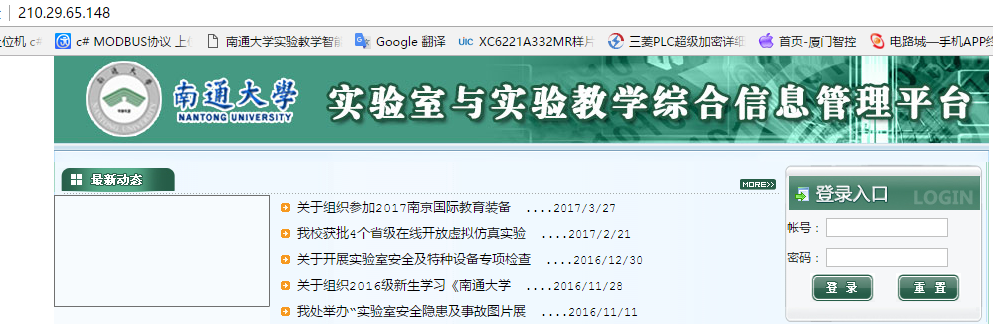 210.29.65.148
位机 c# c# MODBUS协议 上 南通大学实验教学智能 Google 翻译 UIC XC6221A332MR样片 三菱PLC超级加密详细 首页-厦门智控 电路城—手机APP
南通大学
NANTONG UNIVERSITY
实验室与实验教学综合信息管理平台
最新动态
MORE>>
关于组织参加2017南京国际教育装备 ....2017/3/27
我校获批4个省级在线开放虚拟仿真实验 ....2017/2/21
关于开展实验室安全及特种设备专项检查 ....2016/12/30
关于组织2016级新生学习《南通大学 ....2016/11/28
我处举办“实验室安全隐患及事故图片展 ....2016/11/11
登录入口 LOGIN
帐号：
密码：
登 录 重 置